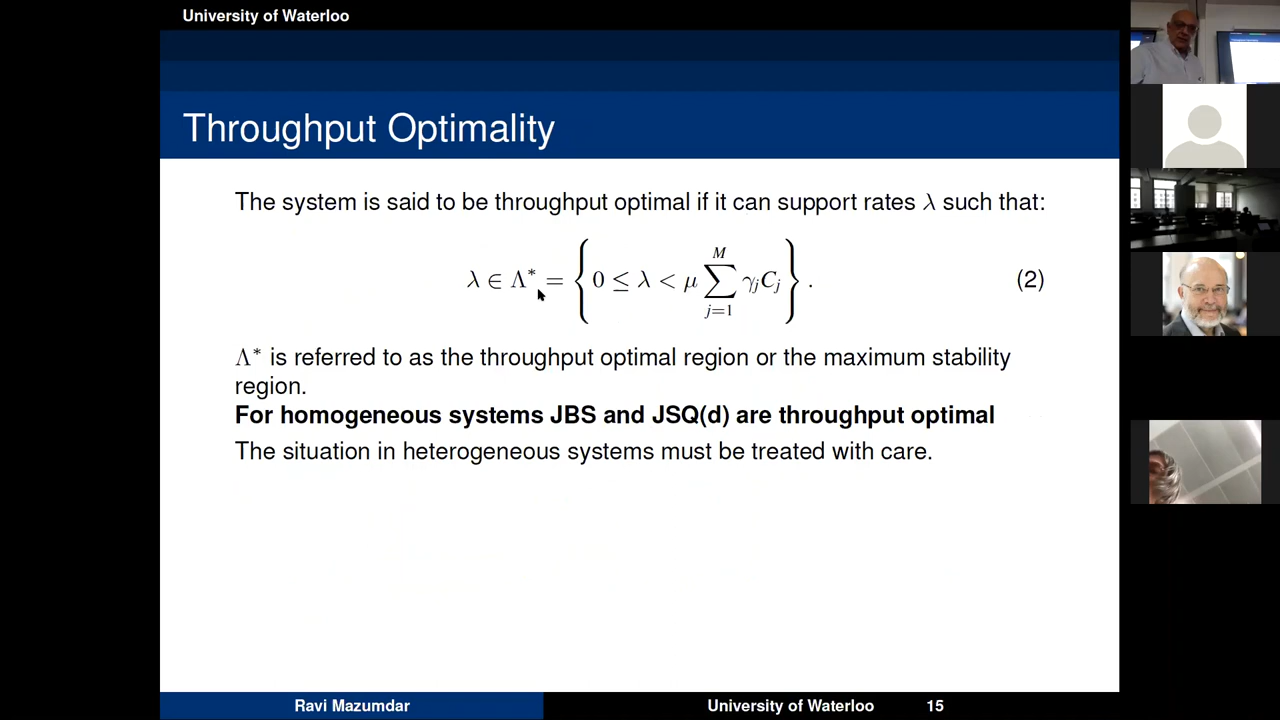 University of Waterloo
Throughput Optimality
The system is said to be throughput optimal if it can support rates λ such that:
λ ∈ Λ* = { 0 ≤ λ < μ ∑_{j=1}^{M} γ_j C_j } . (2)
Λ* is referred to as the throughput optimal region or the maximum stability
region.
For homogeneous systems JBS and JSQ(d) are throughput optimal
The situation in heterogeneous systems must be treated with care.
Ravi Mazumdar University of Waterloo 15